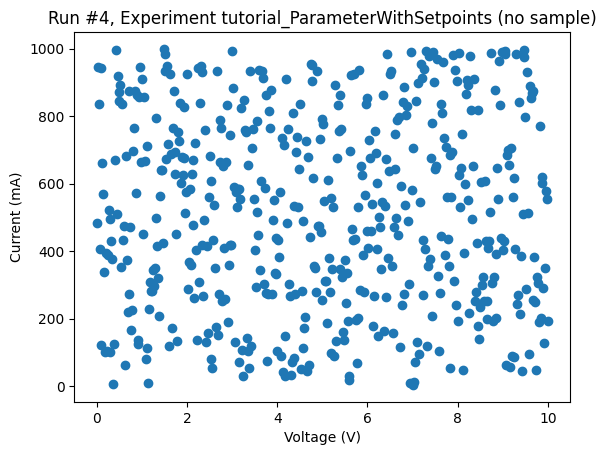 Run #4, Experiment tutorial_ParameterWithSetpoints (no sample)
1000
800
600
400
200
0
Current (mA)
0 2 4 6 8 10
Voltage (V)